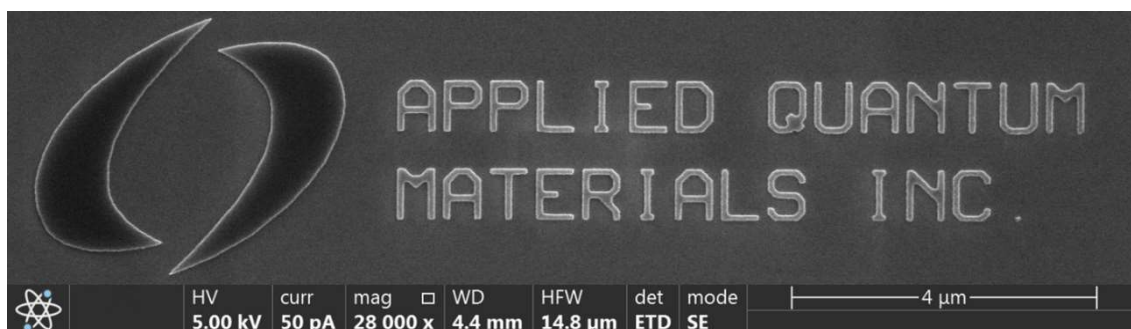 APPLIED QUANTUM
MATERIALS INC.
HV curr mag WD HFW det mode 4 μm
5.00 kV 50 pA 28 000 x 4.4 mm 14.8 μm ETD SE